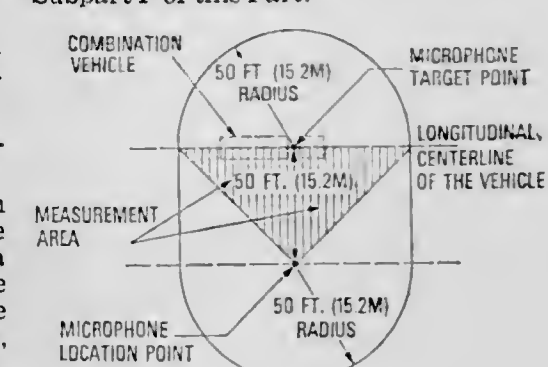 Subpart F of this Part.
COMBINATION
VEHICLE
50 FT. (15.2M)
RADIUS
MICROPHONE
TARGET POINT
LONGITUDINAL
CENTERLINE
OF THE VEHICLE
50 FT. (15.2M)
MEASUREMENT
AREA
50 FT. (15.2M)
RADIUS
MICROPHONE
LOCATION POINT